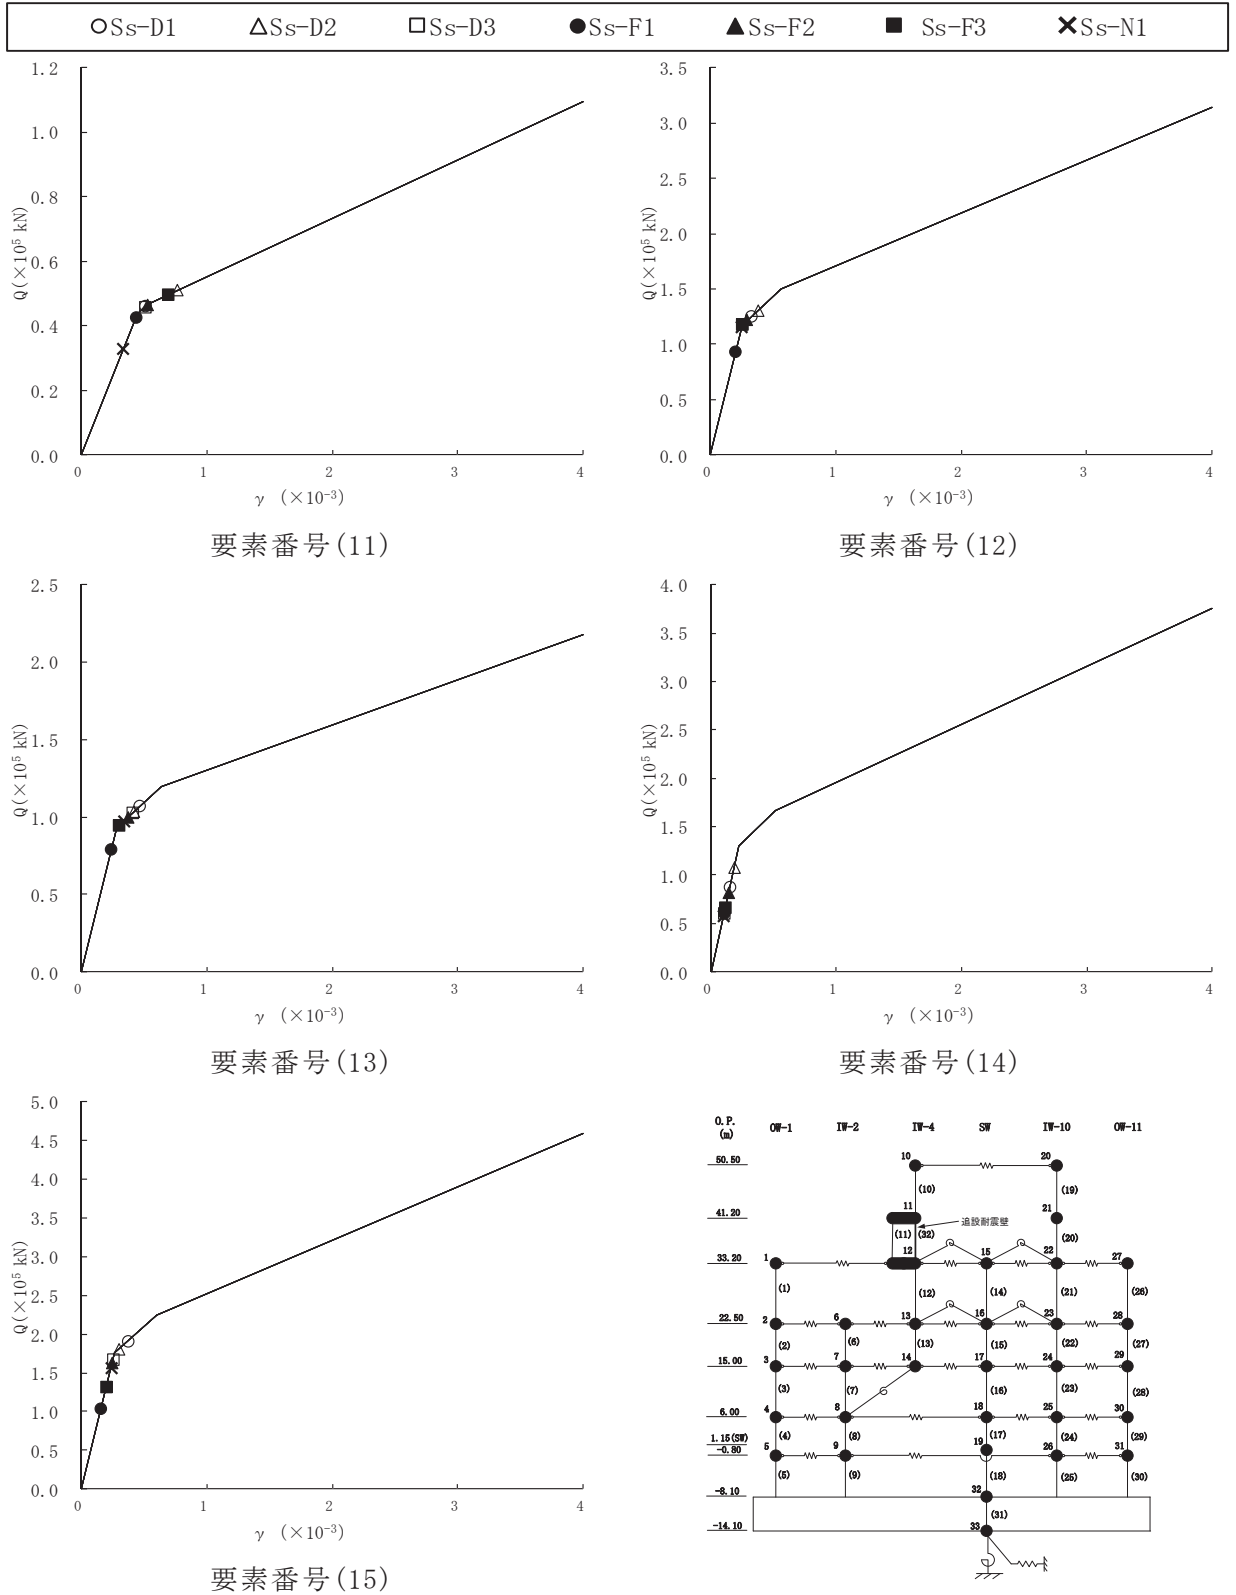 Ss-D1 Ss-D2 Ss-D3 Ss-F1 Ss-F2 Ss-F3 Ss-N1
1.2
1.0
0.8
0.6
0.4
0.2
0.0
Q(×10⁵ kN)
0 1 2 3 4
γ (×10⁻³)
要素番号(11)
3.5
3.0
2.5
2.0
1.5
1.0
0.5
0.0
Q(×10⁵ kN)
0 1 2 3 4
γ (×10⁻³)
要素番号(12)
2.5
2.0
1.5
1.0
0.5
0.0
Q(×10⁵ kN)
0 1 2 3 4
γ (×10⁻³)
要素番号(13)
4.0
3.5
3.0
2.5
2.0
1.5
1.0
0.5
0.0
Q(×10⁵ kN)
0 1 2 3 4
γ (×10⁻³)
要素番号(14)
5.0
4.5
4.0
3.5
3.0
2.5
2.0
1.5
1.0
0.5
0.0
Q(×10⁵ kN)
0 1 2 3 4
γ (×10⁻³)
要素番号(15)
O.P.
(m)
OW-1 IW-2 IW-4 SW IW-10 OW-11
50.50 10 20
(10) (19)
41.20 11 21
追設耐震壁
(11) (32) (20)
33.20 1 12 15 22 27
(1) (12) (14) (21) (26)
22.50 2 6 13 16 23 28
(2) (6) (13) (15) (22) (27)
15.00 3 7 14 17 24 29
(3) (7) (16) (23) (28)
6.00 4 8 18 25 30
(4) (8) (17) (24) (29)
1.15(SW) 19
-0.80 5 9 26 31
(5) (9) (18) (25) (30)
-8.10 32
(31)
-14.10 33